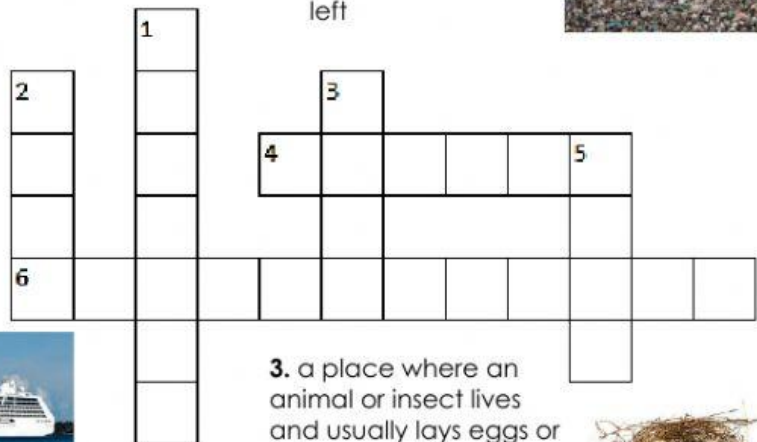 left
1
2
3
4
5
6
3. a place where an
animal or insect lives
and usually lays eggs or